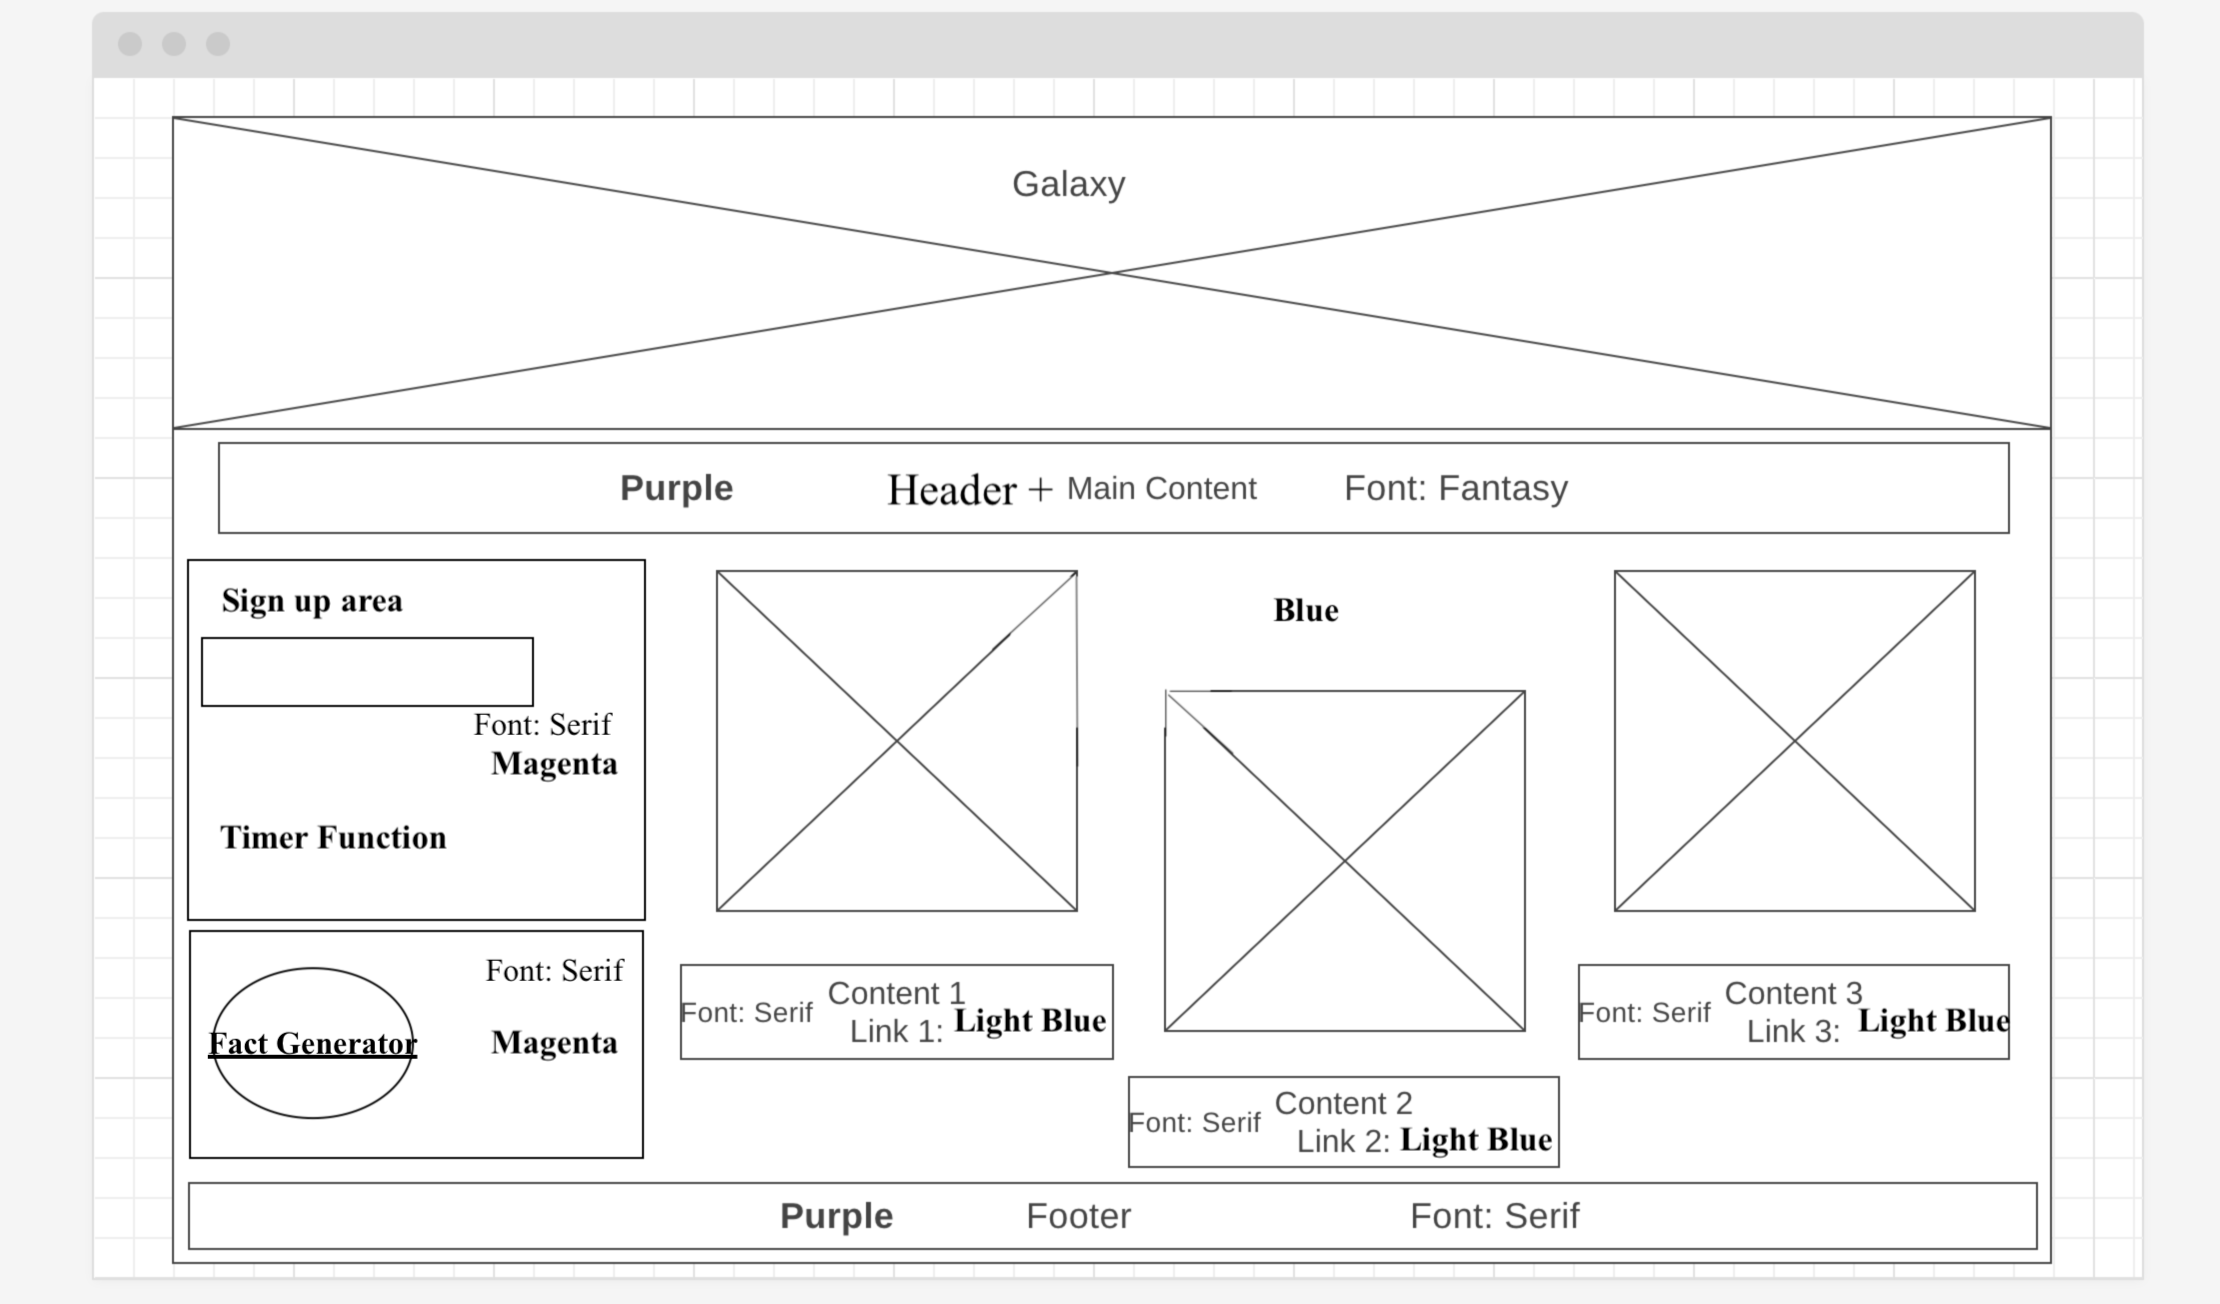 Galaxy
Purple Header + Main Content Font: Fantasy
Sign up area
Font: Serif
Magenta
Timer Function
Font: Serif
Fact Generator
Magenta
Blue
Content 1
Font: Serif
Link 1: Light Blue
Content 2
Font: Serif
Link 2: Light Blue
Content 3
Font: Serif
Link 3: Light Blue
Purple Footer Font: Serif